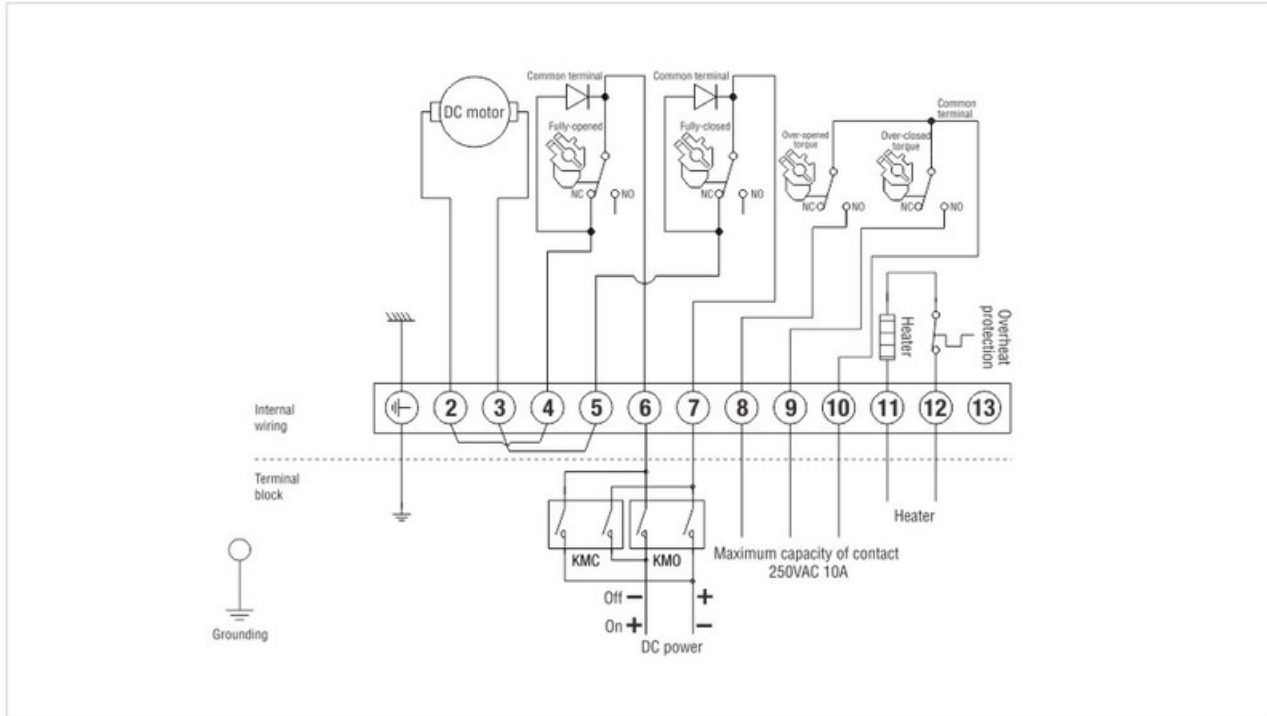 Common terminal
Common terminal
DC motor
Common
terminal
Fully-opened
Fully-closed
Over-opened
torque
Over-closed
torque
NC
NO
NC
NO
NC
NO
NC
NO
Heater
Overheat
protection
Internal
wiring
2
3
4
5
6
7
8
9
10
11
12
13
Terminal
block
Heater
KMC
KMO
Maximum capacity of contact
250VAC 10A
Off − +
On + −
DC power
Grounding